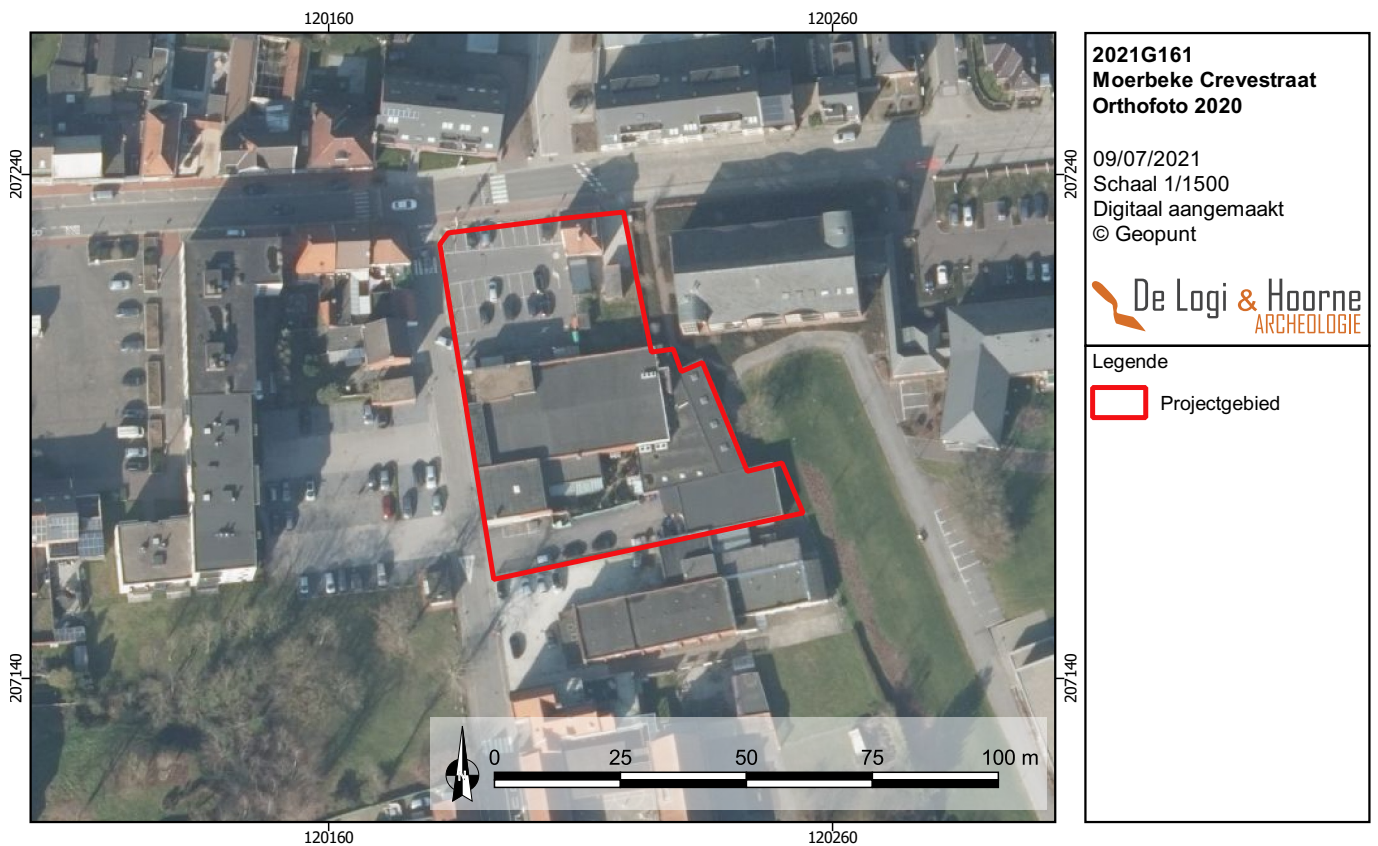 120160
120260
207240
207240
207140
207140
0
25
50
75
100 m
120160
120260
2021G161
Moerbeke Crevestraat
Orthofoto 2020
09/07/2021
Schaal 1/1500
Digitaal aangemaakt
© Geopunt
De Logi & Hoorne
ARCHEOLOGIE
Legende
Projectgebied